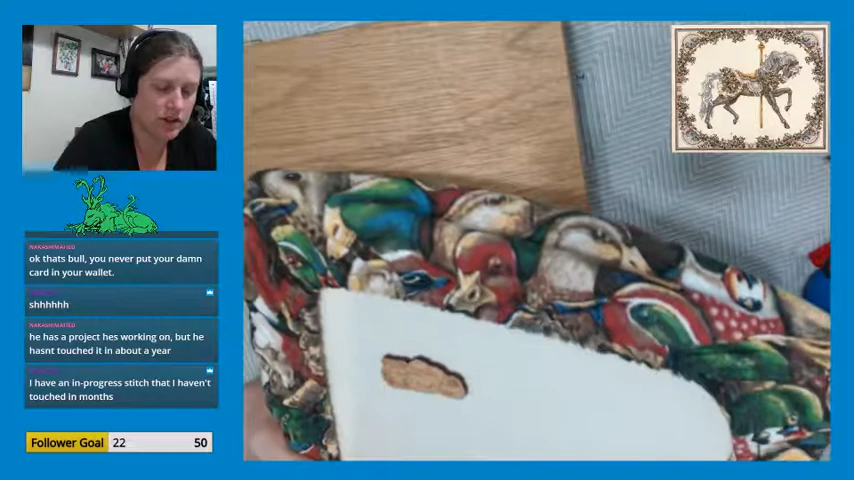 NAKASHIMATED
ok thats bull, you never put your damn
card in your wallet.
shhhhhh
NAKASHIMATED
he has a project hes working on, but he
hasnt touched it in about a year
I have an in-progress stitch that I haven't
touched in months
Follower Goal 22 50